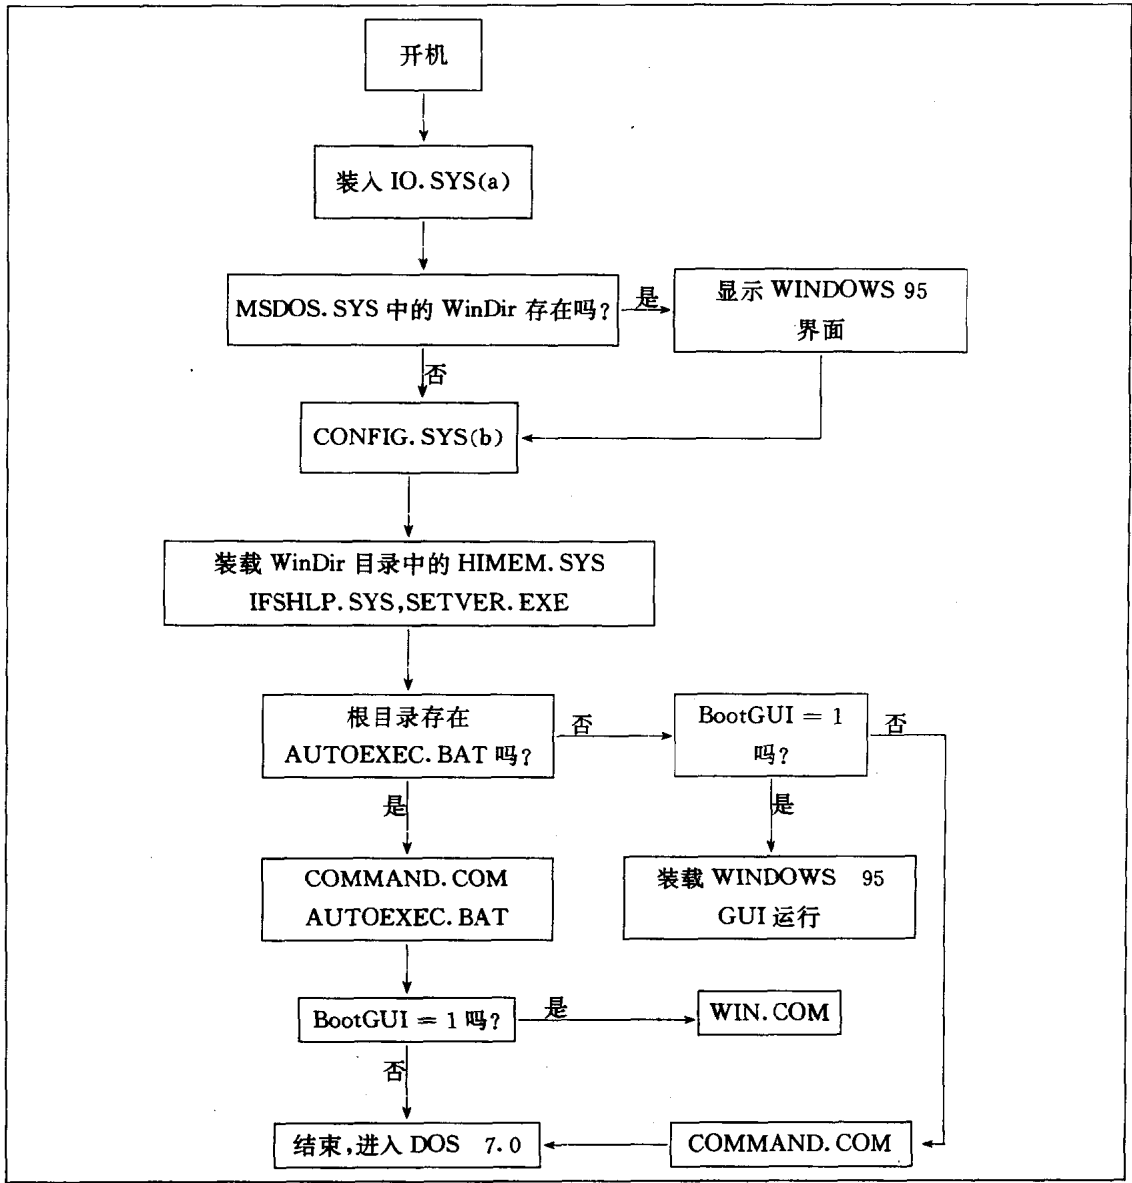 开机
装入 IO.SYS(a)
MSDOS.SYS 中的 WinDir 存在吗?
是
显示 WINDOWS 95
界面
否
CONFIG.SYS(b)
装载 WinDir 目录中的 HIMEM.SYS
IFSHLP.SYS,SETVER.EXE
根目录存在
AUTOEXEC.BAT 吗?
否
BootGUI = 1
吗?
否
是
是
COMMAND.COM
AUTOEXEC.BAT
装载 WINDOWS 95
GUI 运行
BootGUI = 1 吗?
是
WIN.COM
否
结束,进入 DOS 7.0
COMMAND.COM